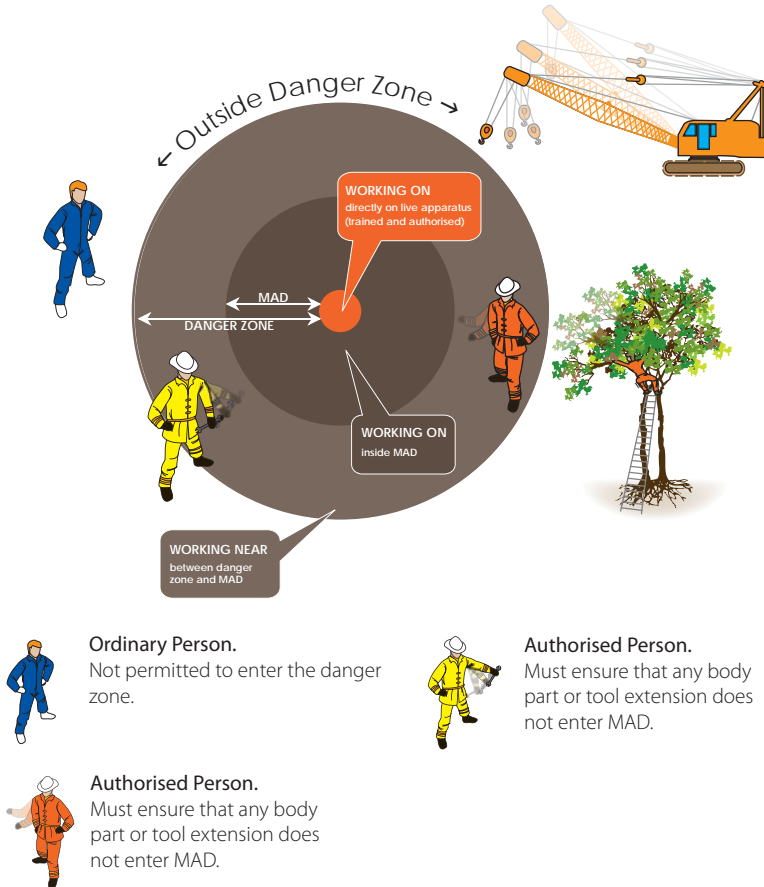 ← Outside Danger Zone →
WORKING ON
directly on live apparatus
(trained and authorised)
MAD
DANGER ZONE
WORKING ON
inside MAD
WORKING NEAR
between danger
zone and MAD
Ordinary Person.
Not permitted to enter the danger
zone.
Authorised Person.
Must ensure that any body
part or tool extension does
not enter MAD.
Authorised Person.
Must ensure that any body
part or tool extension does
not enter MAD.